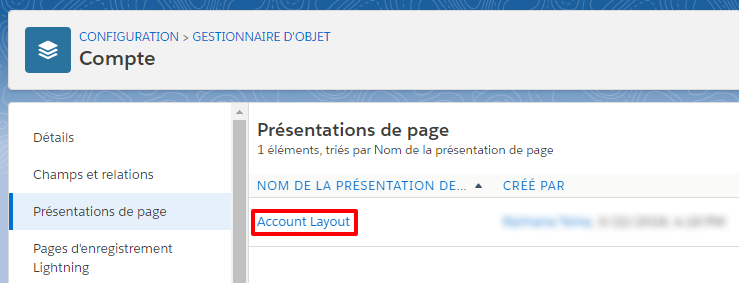 CONFIGURATION > GESTIONNAIRE D'OBJET
Compte
Détails
Champs et relations
Présentations de page
Pages d'enregistrement
Lightning
Présentations de page
1 éléments, triés par Nom de la présentation de page
NOM DE LA PRÉSENTATION DE... CRÉÉ PAR
Account Layout